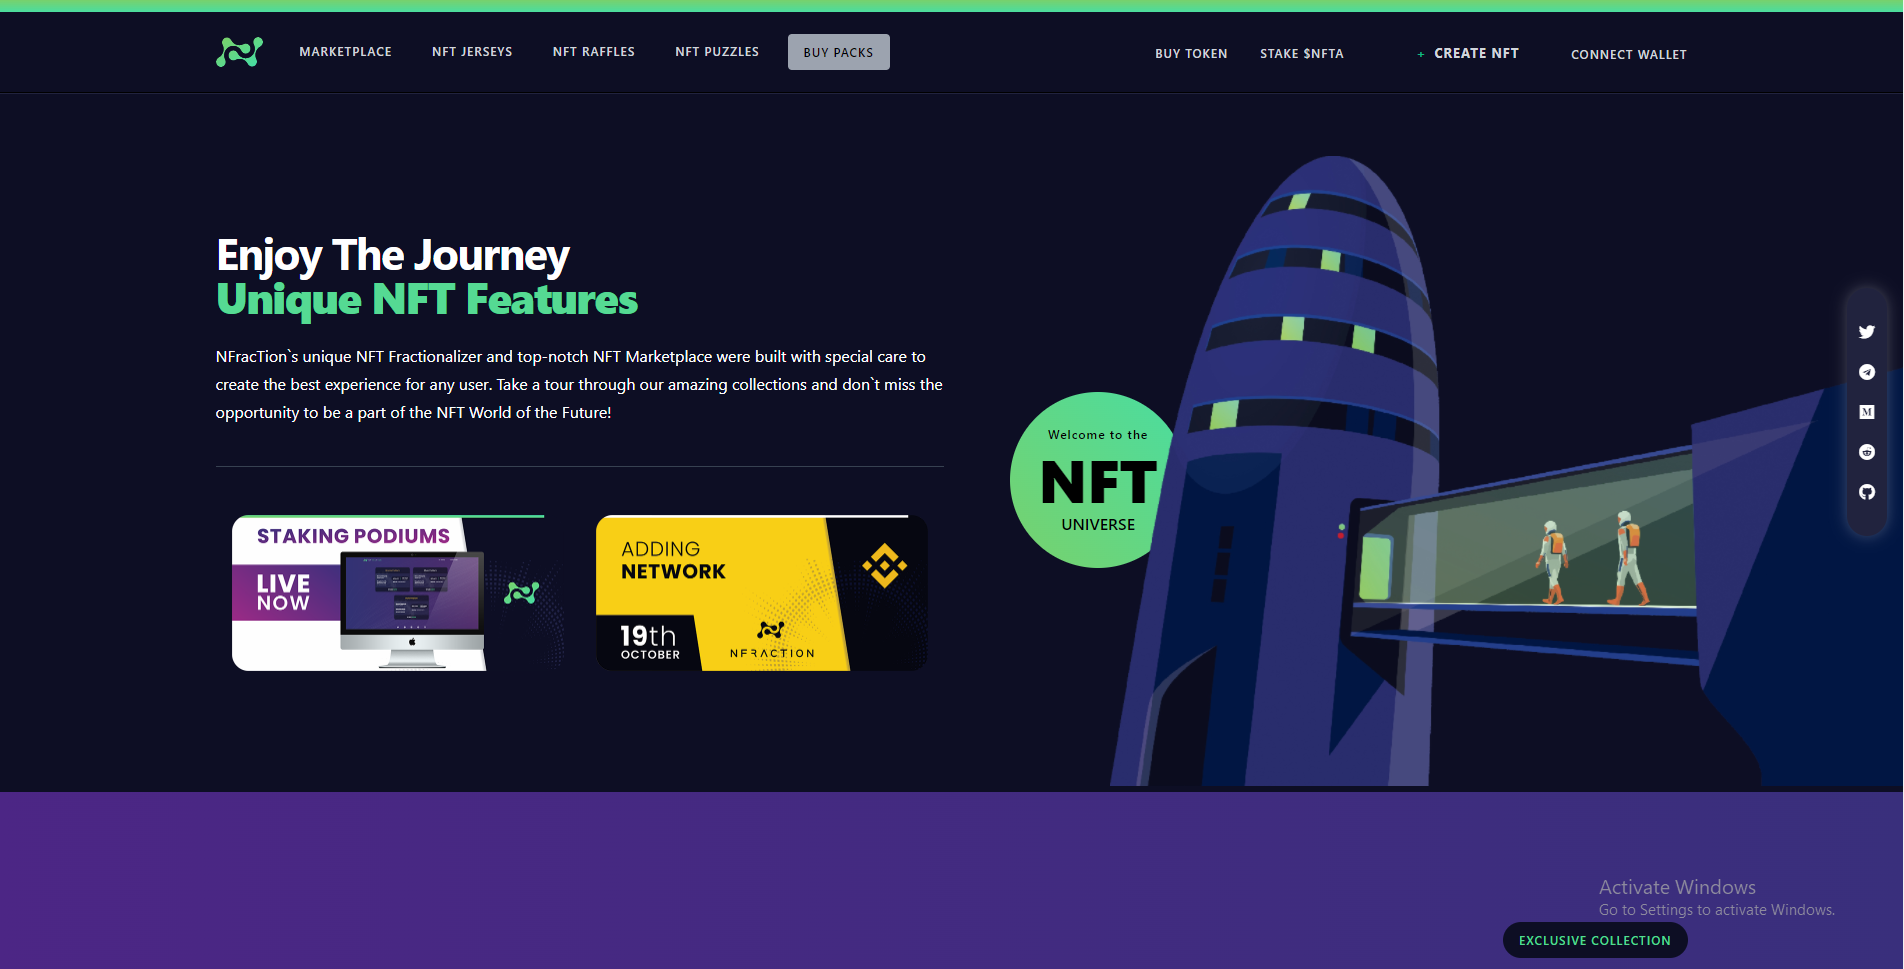 MARKETPLACE
NFT JERSEYS
NFT RAFFLES
NFT PUZZLES
BUY PACKS
BUY TOKEN
STAKE $NFTA
+ CREATE NFT
CONNECT WALLET
Enjoy The Journey
Unique NFT Features
NFracTion`s unique NFT Fractionalizer and top-notch NFT Marketplace were built with special care to
create the best experience for any user. Take a tour through our amazing collections and don`t miss the
opportunity to be a part of the NFT World of the Future!
STAKING PODIUMS
LIVE
NOW
ADDING
NETWORK
19th
OCTOBER
NFRACTION
Welcome to the
NFT
UNIVERSE
M
Activate Windows
Go to Settings to activate Windows.
EXCLUSIVE COLLECTION